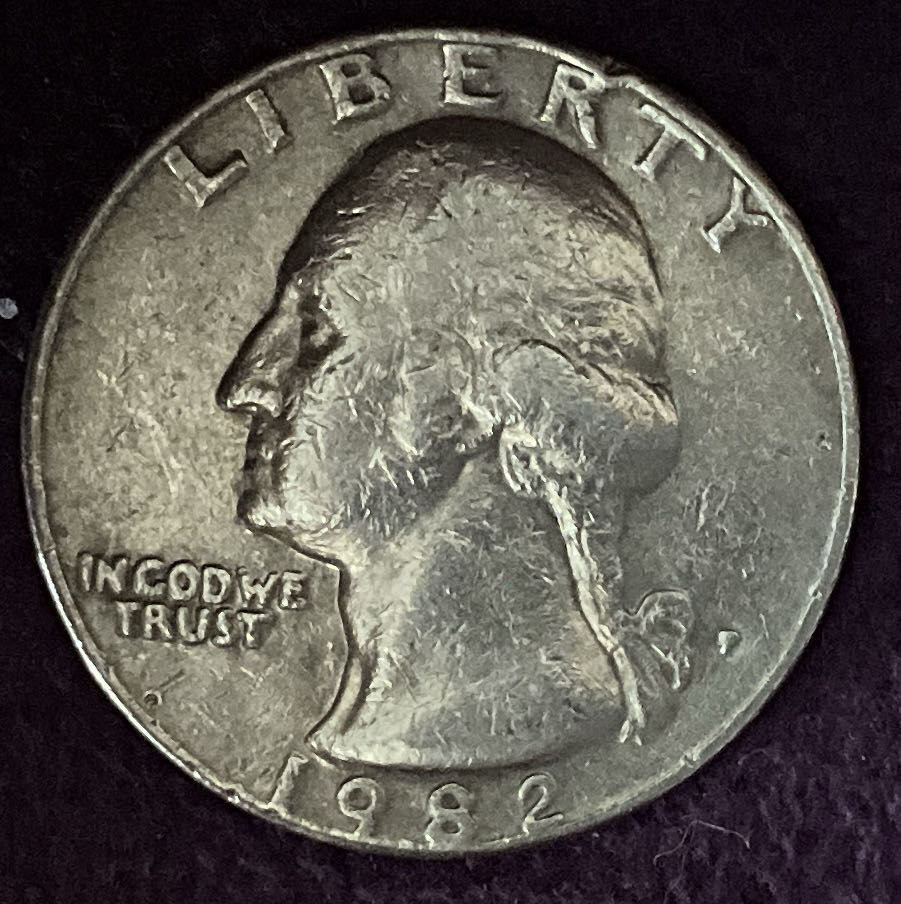 LIBERTY
IN GOD WE
TRUST
P
1982